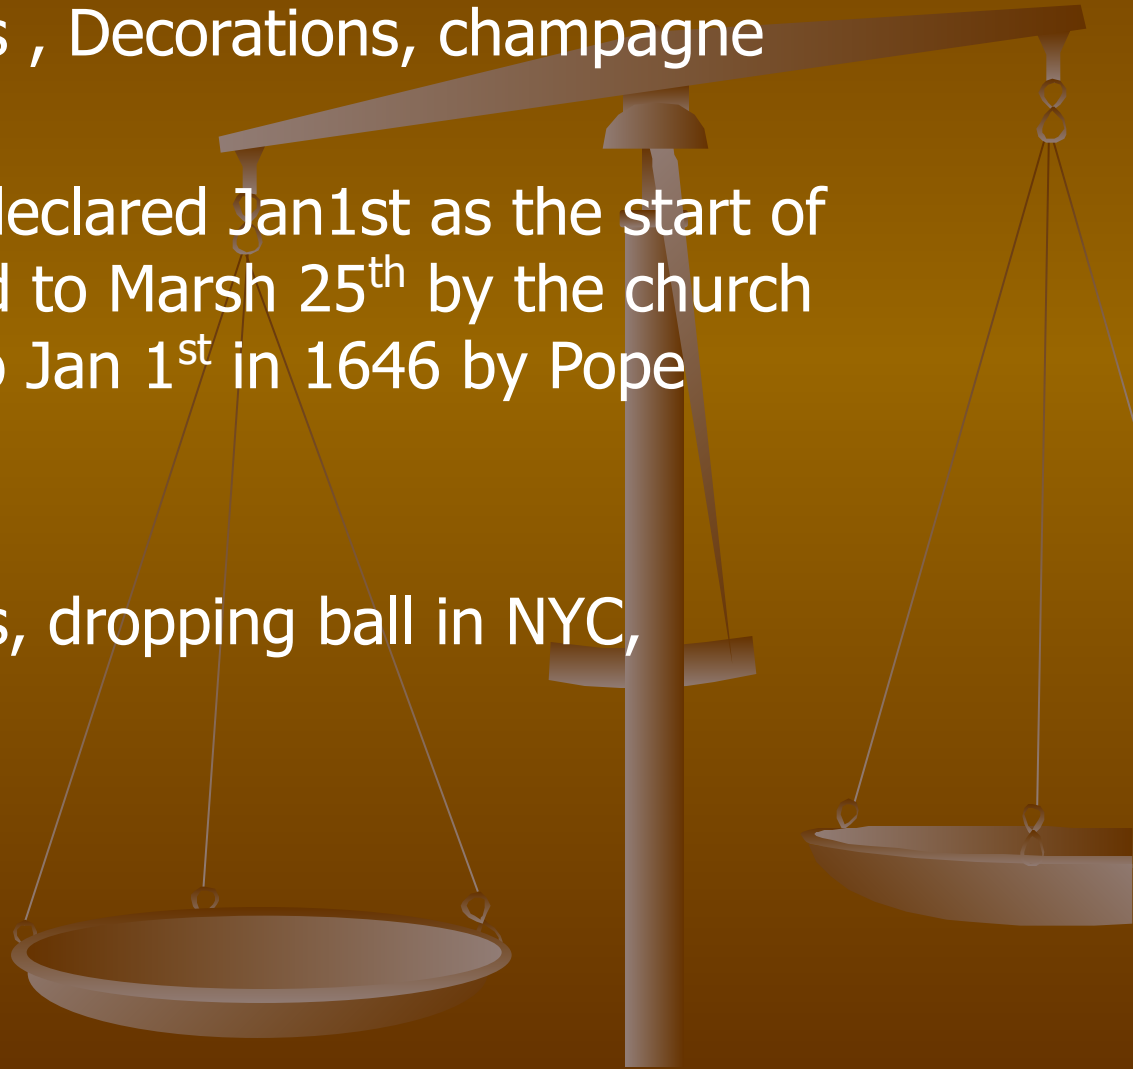 s , Decorations, champagne
declared Jan1st as the start of
d to Marsh 25th by the church
o Jan 1st in 1646 by Pope
s, dropping ball in NYC,